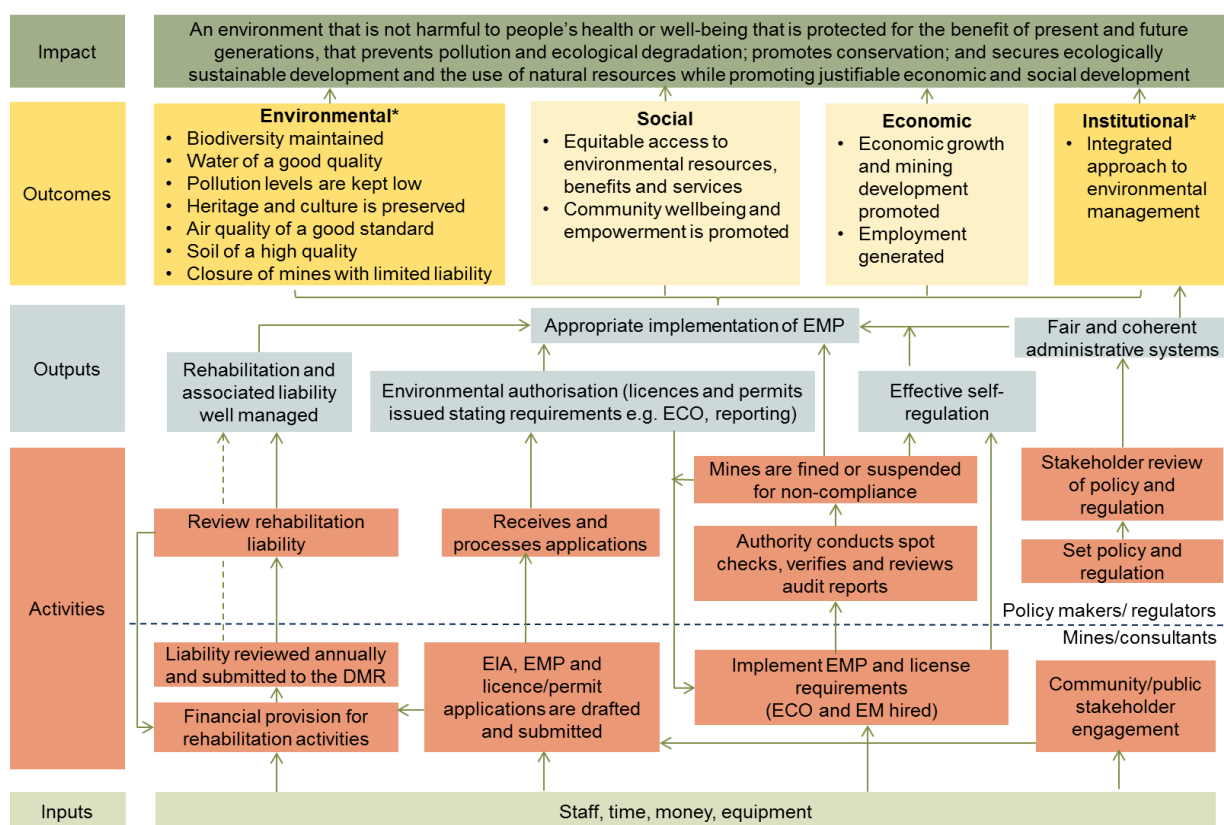 Impact
An environment that is not harmful to people’s health or well-being that is protected for the benefit of present and future
generations, that prevents pollution and ecological degradation; promotes conservation; and secures ecologically
sustainable development and the use of natural resources while promoting justifiable economic and social development
Outcomes
Environmental*
• Biodiversity maintained
• Water of a good quality
• Pollution levels are kept low
• Heritage and culture is preserved
• Air quality of a good standard
• Soil of a high quality
• Closure of mines with limited liability
Social
• Equitable access to
environmental resources,
benefits and services
• Community wellbeing and
empowerment is promoted
Economic
• Economic growth
and mining
development
promoted
• Employment
generated
Institutional*
• Integrated
approach to
environmental
management
Outputs
Appropriate implementation of EMP
Fair and coherent
administrative systems
Rehabilitation and
associated liability
well managed
Environmental authorisation (licences and permits
issued stating requirements e.g. ECO, reporting)
Effective self-
regulation
Activities
Mines are fined or suspended
for non-compliance
Stakeholder review
of policy and
regulation
Review rehabilitation
liability
Receives and
processes applications
Authority conducts spot
checks, verifies and reviews
audit reports
Set policy and
regulation
Policy makers/ regulators
Mines/consultants
Liability reviewed annually
and submitted to the DMR
Financial provision for
rehabilitation activities
EIA, EMP and
licence/permit
applications are drafted
and submitted
Implement EMP and license
requirements
(ECO and EM hired)
Community/public
stakeholder
engagement
Inputs
Staff, time, money, equipment